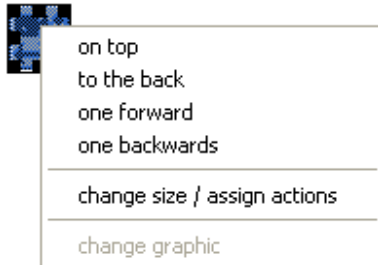 on top
to the back
one forward
one backwards
change size / assign actions
change graphic